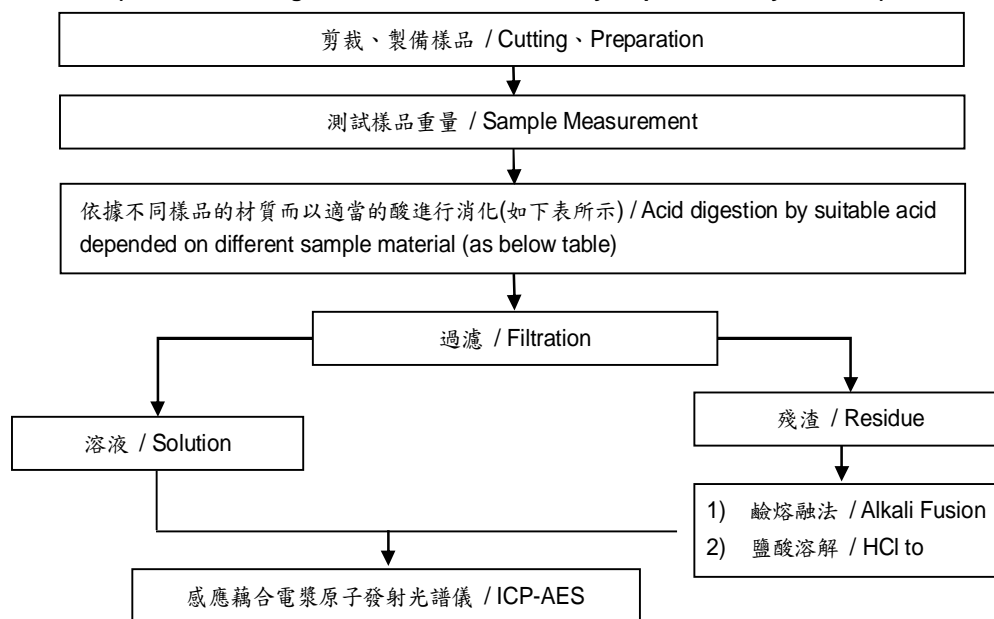 剪裁、製備樣品 / Cutting、Preparation
測試樣品重量 / Sample Measurement
依據不同樣品的材質而以適當的酸進行消化(如下表所示) / Acid digestion by suitable acid
depended on different sample material (as below table)
過濾 / Filtration
溶液 / Solution
殘渣 / Residue
1) 鹼熔融法 / Alkali Fusion
2) 鹽酸溶解 / HCl to
感應藕合電漿原子發射光譜儀 / ICP-AES